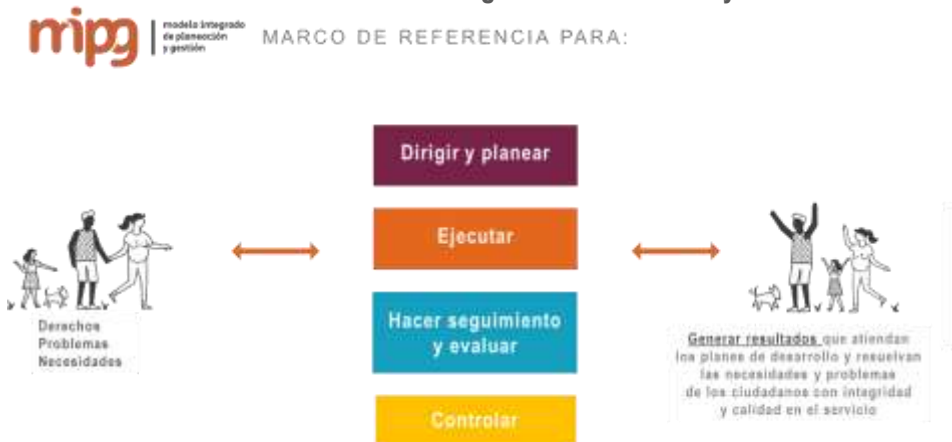 mipg
modelo integrado
de planeación
y gestión
MARCO DE REFERENCIA PARA:
Dirigir y planear
Ejecutar
Hacer seguimiento
y evaluar
Controlar
Derechos
Problemas
Necesidades
Generar resultados que atiendan
los planes de desarrollo y resuelvan
las necesidades y problemas
de los ciudadanos con integridad
y calidad en el servicio